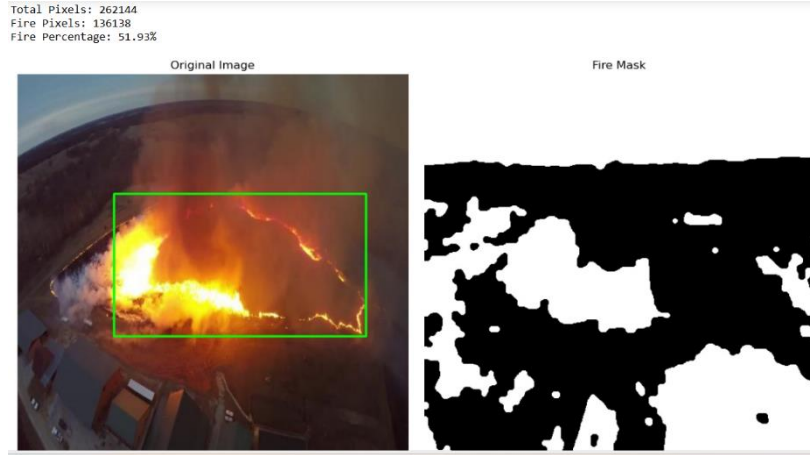 Total Pixels: 262144
Fire Pixels: 136138
Fire Percentage: 51.93%
Original Image
Fire Mask